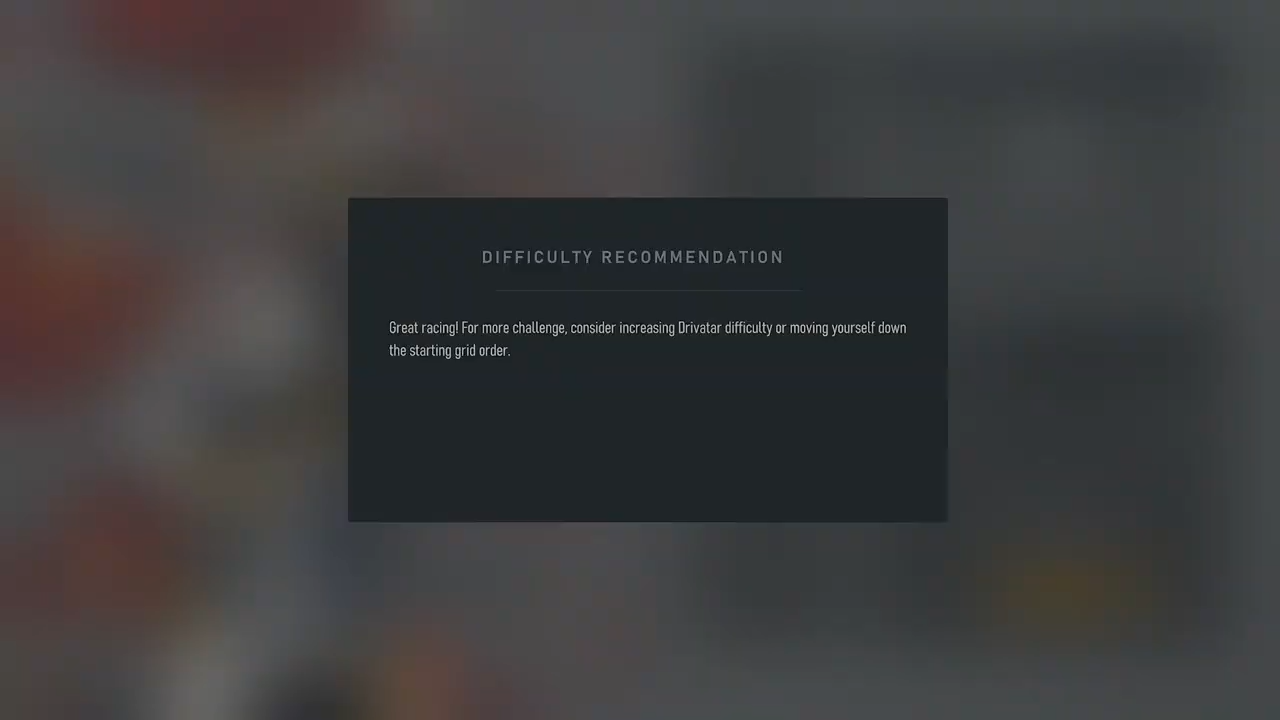 DIFFICULTY RECOMMENDATION
Great racing! For more challenge, consider increasing Drivatar difficulty or moving yourself down
the starting grid order.